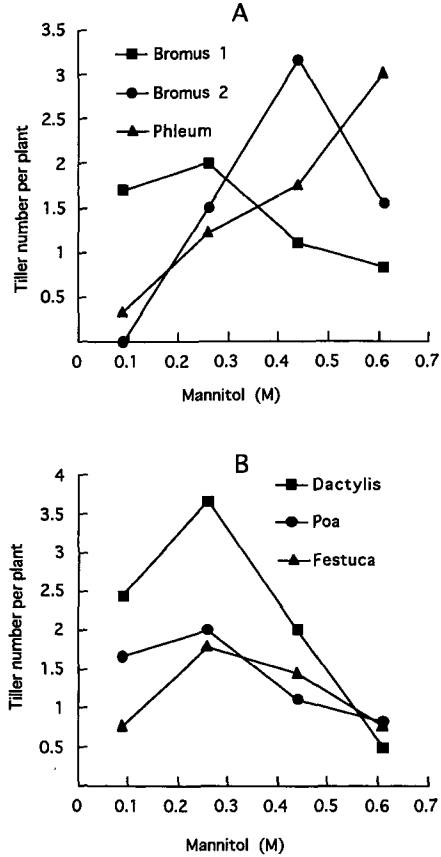 A
3.5
3
2.5
2
1.5
1
0.5
Tiller number per plant
Bromus 1
Bromus 2
Phleum
0 0.1 0.2 0.3 0.4 0.5 0.6 0.7
Mannitol (M)
B
4
3.5
3
2.5
2
1.5
1
0.5
Tiller number per plant
Dactylis
Poa
Festuca
0 0.1 0.2 0.3 0.4 0.5 0.6 0.7
Mannitol (M)